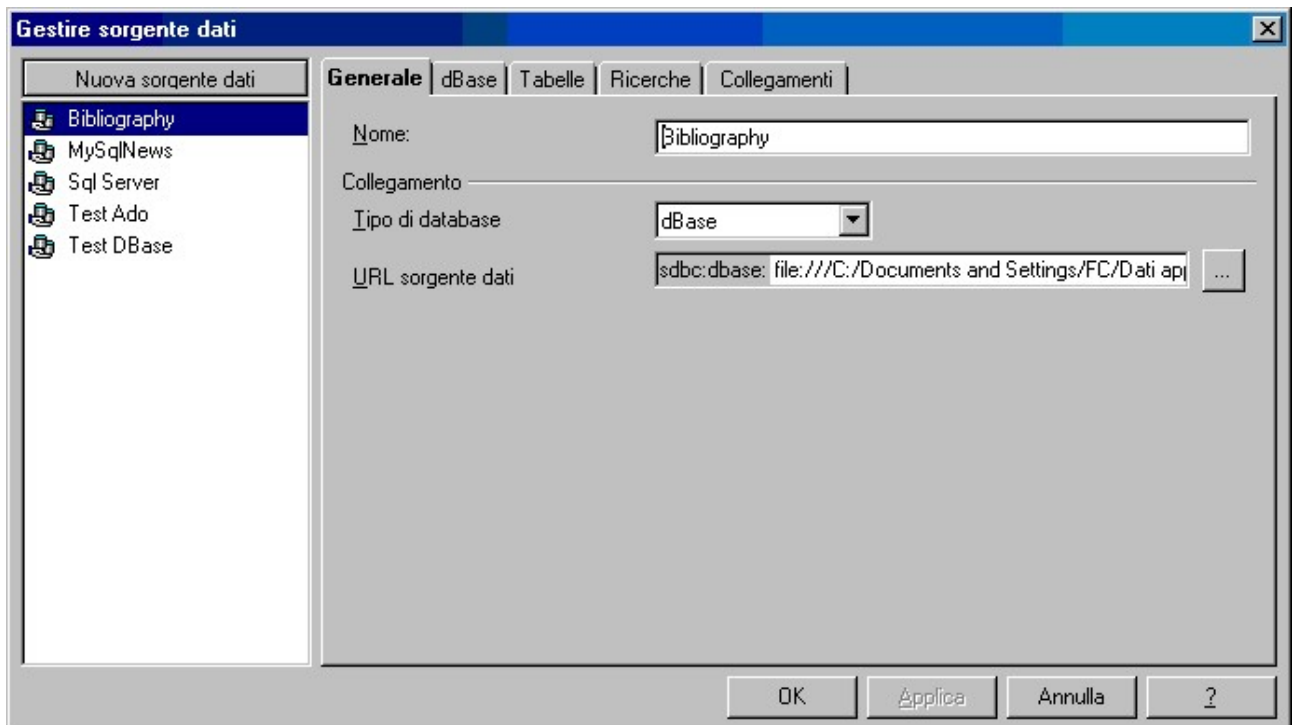 Gestire sorgente dati
Nuova sorgente dati
Bibliography
MySqlNews
Sql Server
Test Ado
Test DBase
Generale dBase Tabelle Ricerche Collegamenti
Nome: Bibliography
Collegamento
Tipo di database dBase
URL sorgente dati sdbc:dbase: file:///C:/Documents and Settings/FC/Dati app ...
OK Applica Annulla ?